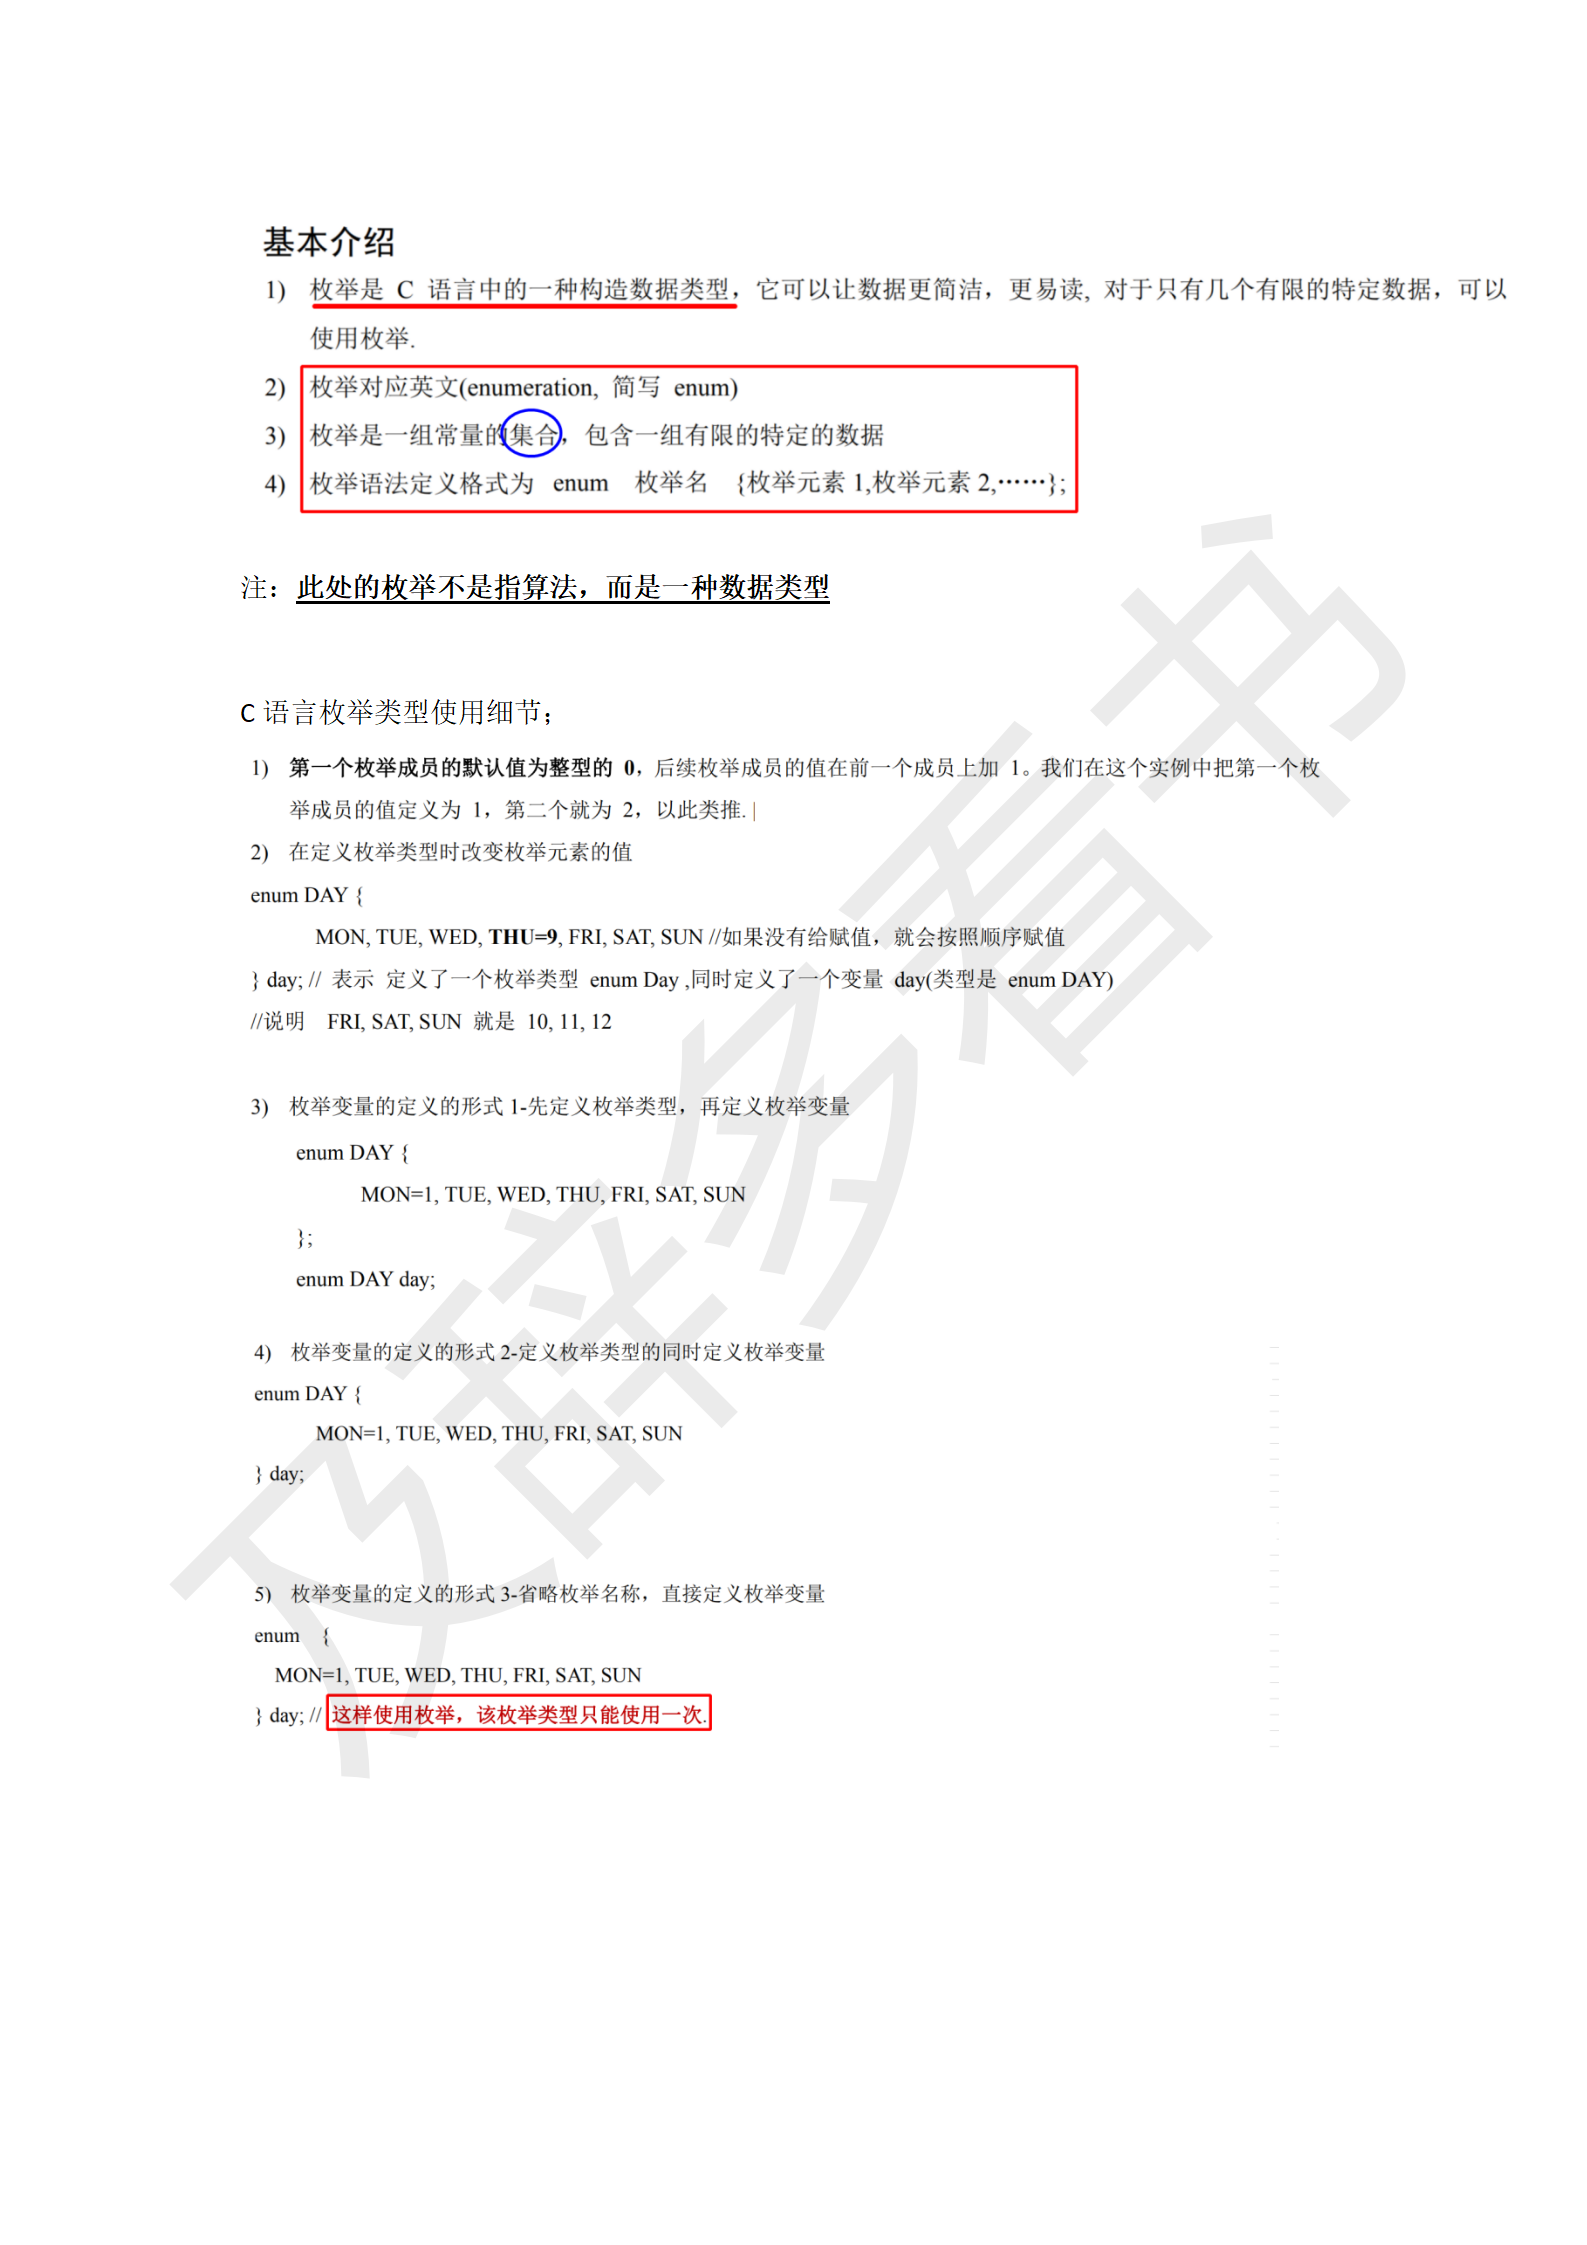 基本介绍
1) 枚举是 C 语言中的一种构造数据类型，它可以让数据更简洁，更易读, 对于只有几个有限的特定数据，可以
使用枚举.
2) 枚举对应英文(enumeration, 简写 enum)
3) 枚举是一组常量的集合，包含一组有限的特定的数据
4) 枚举语法定义格式为 enum 枚举名 {枚举元素1,枚举元素2,……};
注：此处的枚举不是指算法，而是一种数据类型
C语言枚举类型使用细节；
1) 第一个枚举成员的默认值为整型的 0，后续枚举成员的值在前一个成员上加 1。我们在这个实例中把第一个枚
举成员的值定义为 1，第二个就为 2，以此类推.
2) 在定义枚举类型时改变枚举元素的值
enum DAY {
MON, TUE, WED, THU=9, FRI, SAT, SUN //如果没有给赋值，就会按照顺序赋值
} day; // 表示 定义了一个枚举类型 enum Day ,同时定义了一个变量 day(类型是 enum DAY)
//说明 FRI, SAT, SUN 就是 10, 11, 12
3) 枚举变量的定义的形式1-先定义枚举类型，再定义枚举变量
enum DAY {
MON=1, TUE, WED, THU, FRI, SAT, SUN
};
enum DAY day;
4) 枚举变量的定义的形式2-定义枚举类型的同时定义枚举变量
enum DAY {
MON=1, TUE, WED, THU, FRI, SAT, SUN
} day;
5) 枚举变量的定义的形式3-省略枚举名称，直接定义枚举变量
enum {
MON=1, TUE, WED, THU, FRI, SAT, SUN
} day; // 这样使用枚举，该枚举类型只能使用一次.
及辞多看书